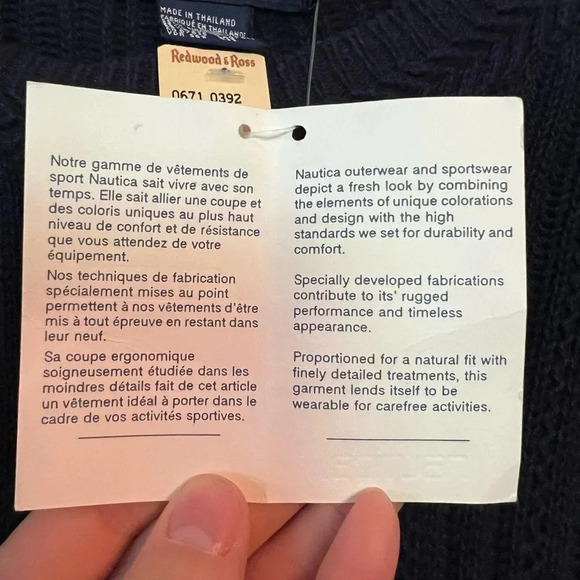 MADE IN THAILAND
FABRIQUÉ EN THAILANDE
Redwood & Ross
0671 0392
Notre gamme de vêtements de
sport Nautica sait vivre avec son
temps. Elle sait allier une coupe et
des coloris uniques au plus haut
niveau de confort et de résistance
que vous attendez de votre
équipement.
Nos techniques de fabrication
spécialement mises au point
permettent à nos vêtements d'être
mis à tout épreuve en restant dans
leur neuf.
Sa coupe ergonomique
soigneusement étudiée dans les
moindres détails fait de cet article
un vêtement idéal à porter dans le
cadre de vos activités sportives.
Nautica outerwear and sportswear
depict a fresh look by combining
the elements of unique colorations
and design with the high
standards we set for durability and
comfort.
Specially developed fabrications
contribute to its' rugged
performance and timeless
appearance.
Proportioned for a natural fit with
finely detailed treatments, this
garment lends itself to be
wearable for carefree activities.